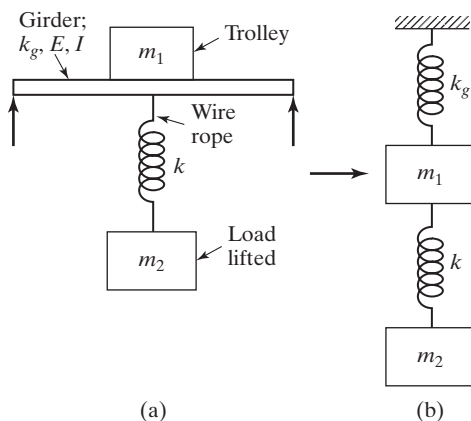 Girder;
k_g, E, I
m_1
Trolley
Wire
rope
k
m_2
Load
lifted
(a)
k_g
m_1
k
m_2
(b)